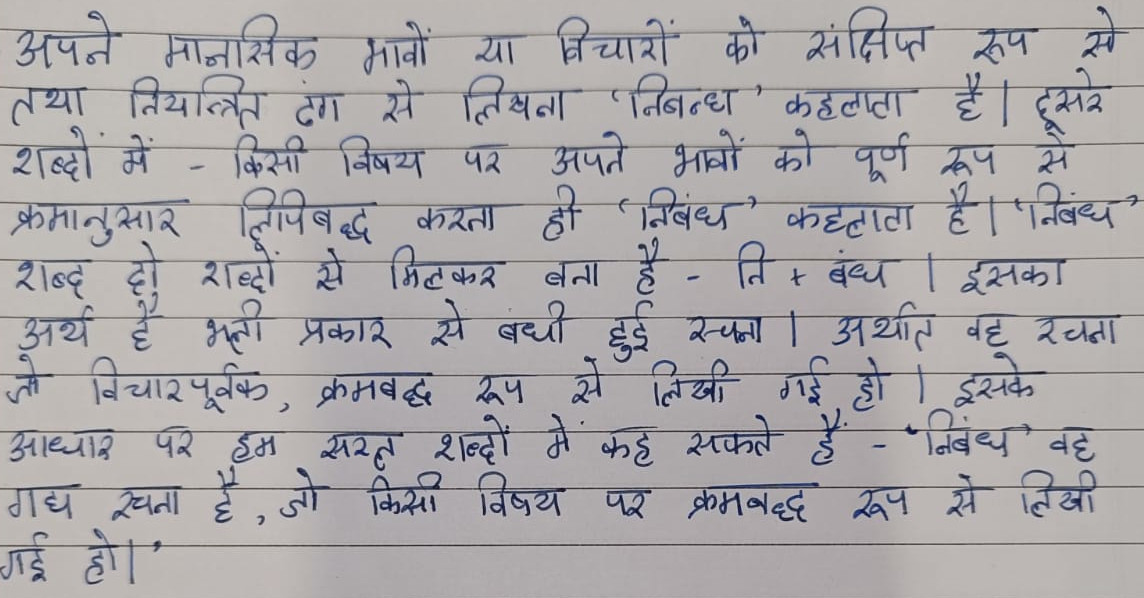 अपने मानसिक भावों या विचारों को संक्षिप्त रूप से
तथा नियन्त्रित ढंग से लिखना 'निबन्ध' कहलाता है। दूसरे
शब्दों में - किसी विषय पर अपने भावों को पूर्ण रूप से
क्रमानुसार लिपिबद्ध करना ही 'निबंध' कहलाता है। 'निबंध'
शब्द दो शब्दों से मिलकर बना है - नि + बंध । इसका
अर्थ है भली प्रकार से बंधी हुई रचना । अर्थात वह रचना
जो विचारपूर्वक, क्रमबद्ध रूप से लिखी गई हो । इसके
आधार पर हम सरल शब्दों में कह सकते हैं - 'निबंध' वह
गद्य रचना है, जो किसी विषय पर क्रमबद्ध रूप से लिखी
गई हो।'